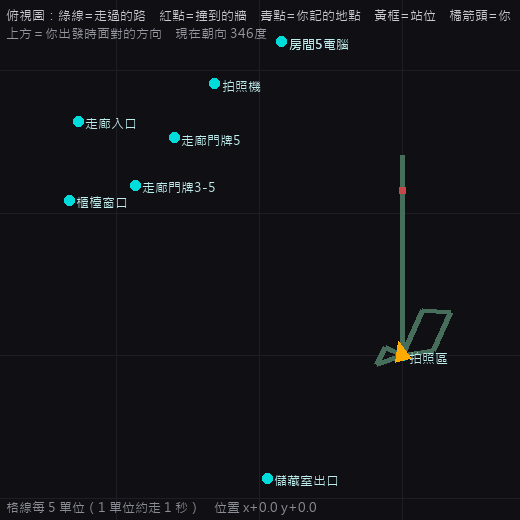 俯視圖：綠線=走過的路　紅點=撞到的牆　青點=你記的地點　黃框=站位　橘箭頭=你
上方＝你出發時面對的方向　現在朝向 346度
房間5電腦
拍照機
走廊入口
走廊門牌5
走廊門牌3-5
櫃檯窗口
拍照區
儲藏室出口
格線每 5 單位（1 單位約走 1 秒）　位置 x+0.0 y+0.0